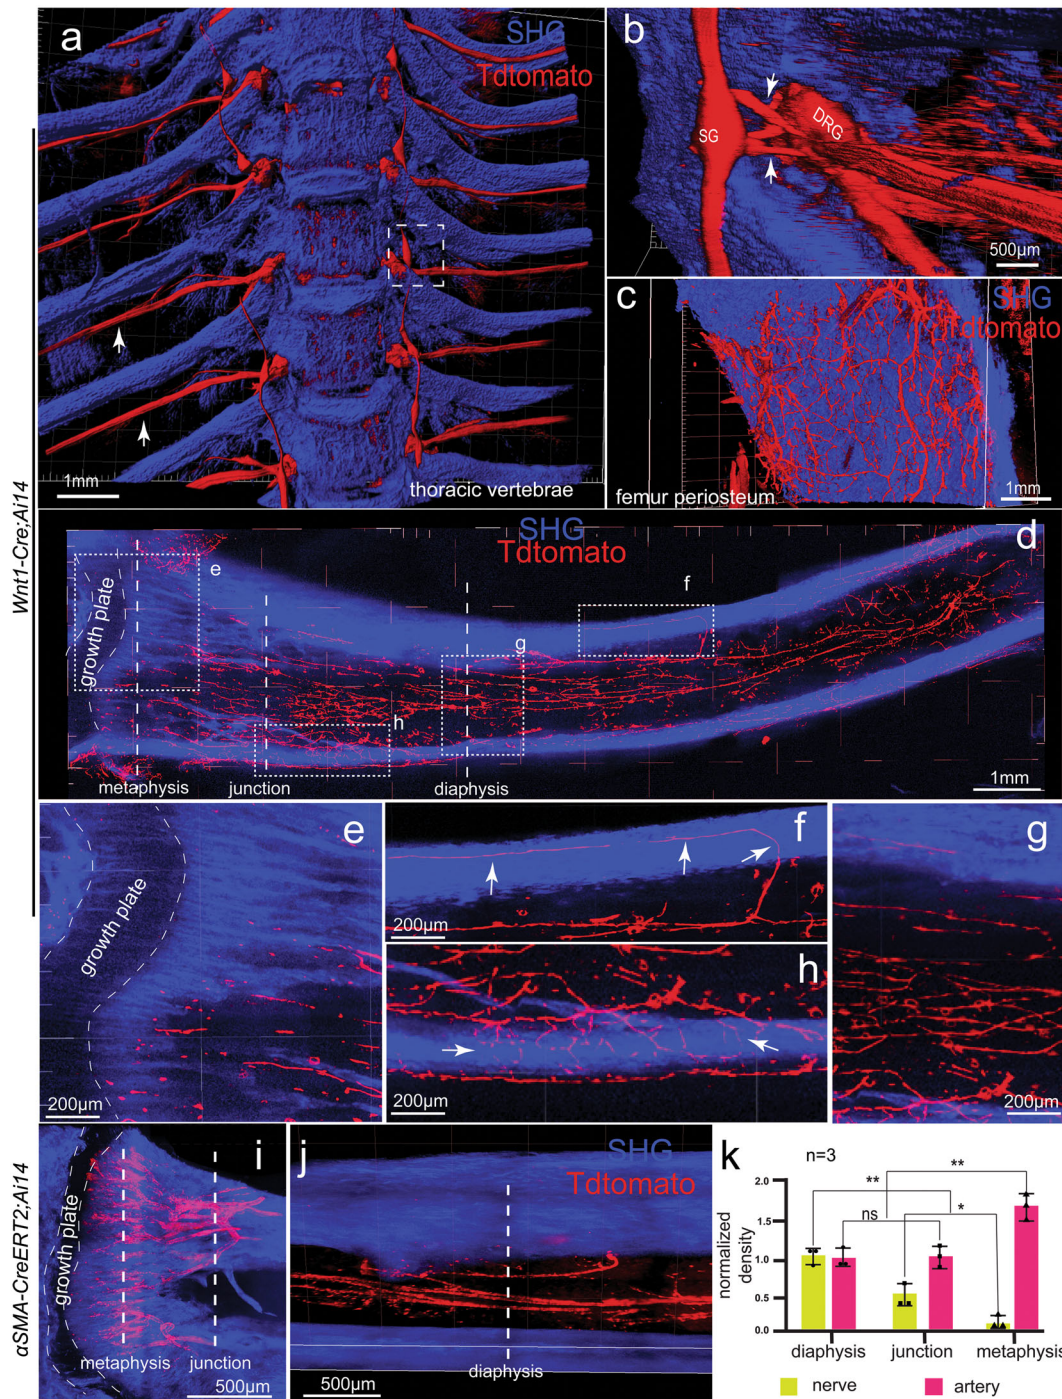 a
SHG
Tdtomato
1mm
thoracic vertebrae
b
SG
DRG
500μm
c
SHG
Tdtomato
femur periosteum
1mm
Wnt1-Cre;Ai14
SHG
Tdtomato
d
growth plate
e
f
g
h
metaphysis
junction
diaphysis
1mm
e
growth plate
200μm
f
200μm
h
200μm
g
200μm
αSMA-CreERT2;Ai14
i
growth plate
metaphysis
junction
500μm
j
SHG
Tdtomato
diaphysis
500μm
k
n=3
**
**
ns
*
normalized
density
2.0
1.5
1.0
0.5
0.0
diaphysis
junction
metaphysis
nerve
artery